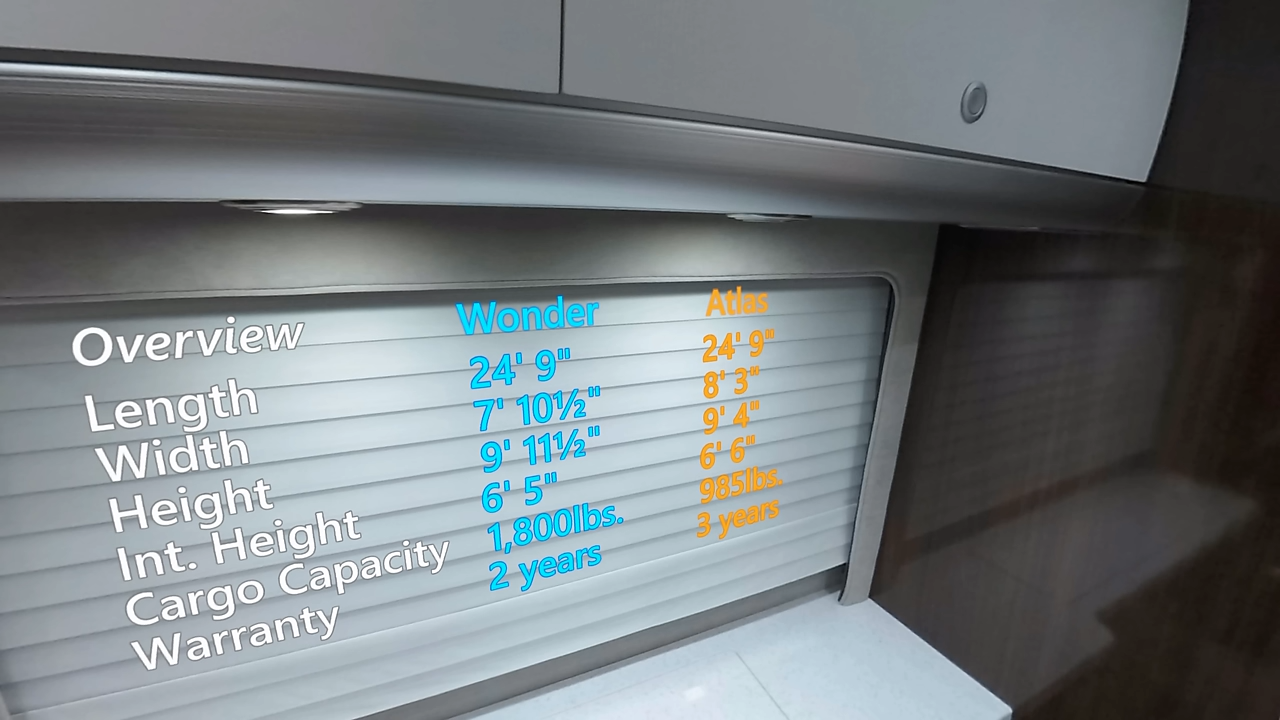 Overview Wonder Atlas
Length 24' 9" 24' 9"
Width 7' 10½" 8' 3"
Height 9' 11½" 9' 4"
Int. Height 6' 5" 6' 6"
Cargo Capacity 1,800lbs. 985lbs.
Warranty 2 years 3 years